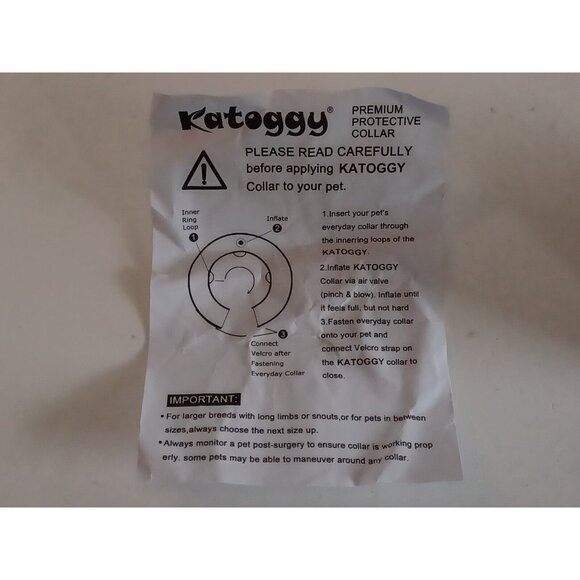 Katoggy®
PREMIUM
PROTECTIVE
COLLAR
PLEASE READ CAREFULLY
before applying KATOGGY
Collar to your pet.
Inner
Ring
Loop
1
Inflate
2
3
Connect
Velcro after
Fastening
Everyday Collar
1.Insert your pet's
everyday collar through
the innerring loops of the
KATOGGY.
2.Inflate KATOGGY
Collar via air valve
(pinch & blow). Inflate until
it feels full, but not hard
3.Fasten everyday collar
onto your pet and
connect Velcro strap on
the KATOGGY collar to
close.
IMPORTANT:
• For larger breeds with long limbs or snouts,or for pets in between
sizes,always choose the next size up.
• Always monitor a pet post-surgery to ensure collar is working prop
erly. some pets may be able to maneuver around any collar.